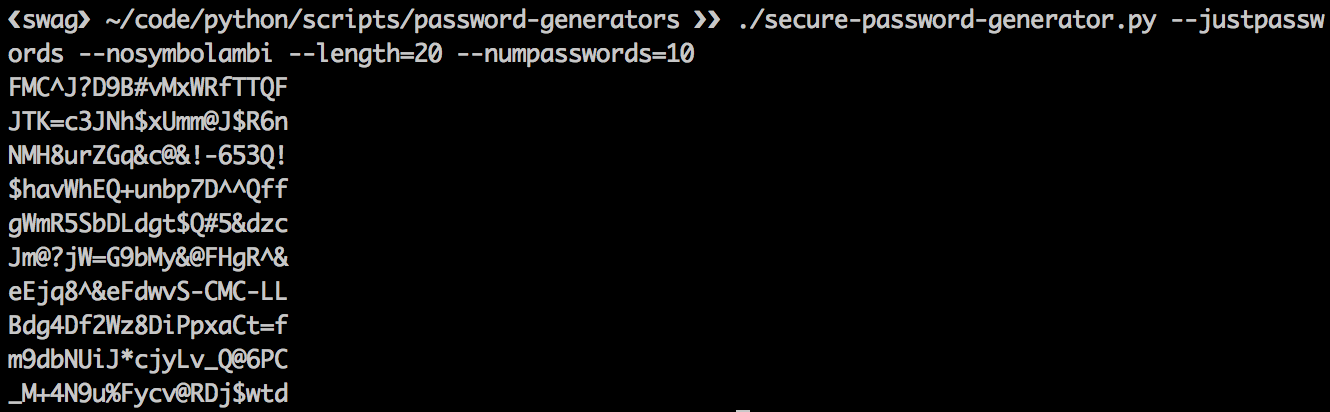 ❮swag❯ ~/code/python/scripts/password-generators ❯❯ ./secure-password-generator.py --justpassw
ords --nosymbolambi --length=20 --numpasswords=10
FMC^J?D9B#vMxWRfTTQF
JTK=c3JNh$xUmm@J$R6n
NMH8urZGq&c@&!-653Q!
$havWhEQ+unbp7D^^Qff
gWmR5SbDLdgt$Q#5&dzc
Jm@?jW=G9bMy&@FHgR^&
eEjq8^&eFdwvS-CMC-LL
Bdg4Df2Wz8DiPpxaCt=f
m9dbNUiJ*cjyLv_Q@6PC
_M+4N9u%Fycv@RDj$wtd